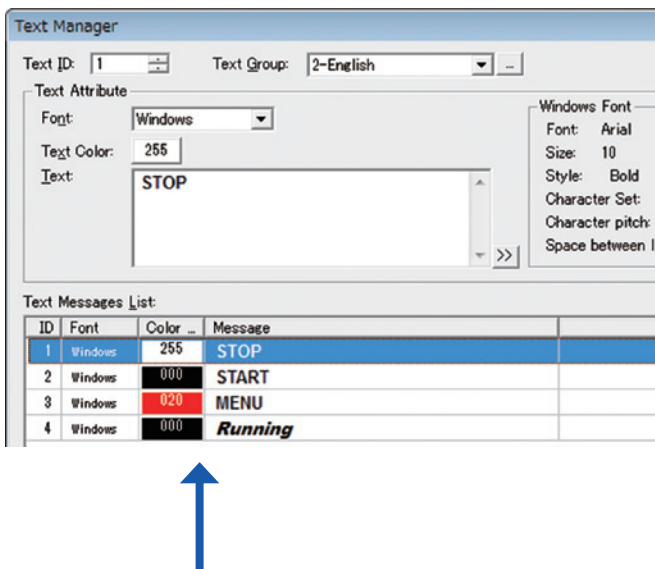 Text Manager
Text ID: 1 Text Group: 2-English ...
Text Attribute
Font: Windows
Text Color: 255
Text: STOP
>>
Windows Font
Font: Arial
Size: 10
Style: Bold
Character Set:
Character pitch:
Space between
Text Messages List:
ID Font Color ... Message
1 Windows 255 STOP
2 Windows 000 START
3 Windows 020 MENU
4 Windows 000 Running